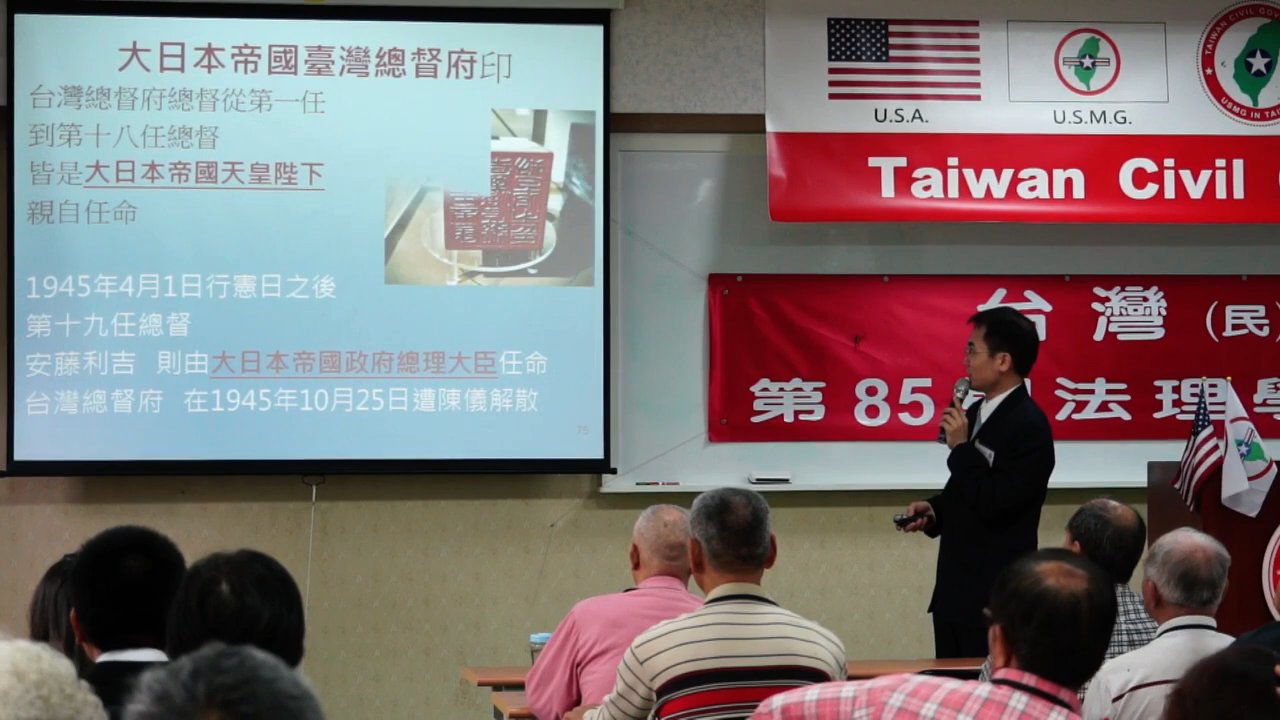 大日本帝國臺灣總督府印
台灣總督府總督從第一任
到第十八任總督
皆是大日本帝國天皇陛下
親自任命
1945年4月1日行憲日之後
第十九任總督
安藤利吉 則由大日本帝國政府總理大臣任命
台灣總督府 在1945年10月25日遭陳儀解散
75
U.S.A.
U.S.M.G.
TAIWAN CIVIL
USMG IN
Taiwan Civil
台灣(民
第85 法理學